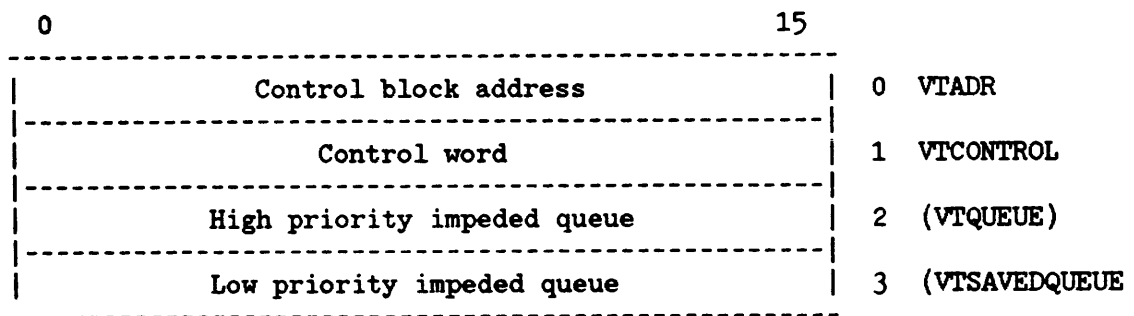 0 15
Control block address 0 VTADR
Control word 1 VTCONTROL
High priority impeded queue 2 (VTQUEUE)
Low priority impeded queue 3 (VTSAVEDQUEUE